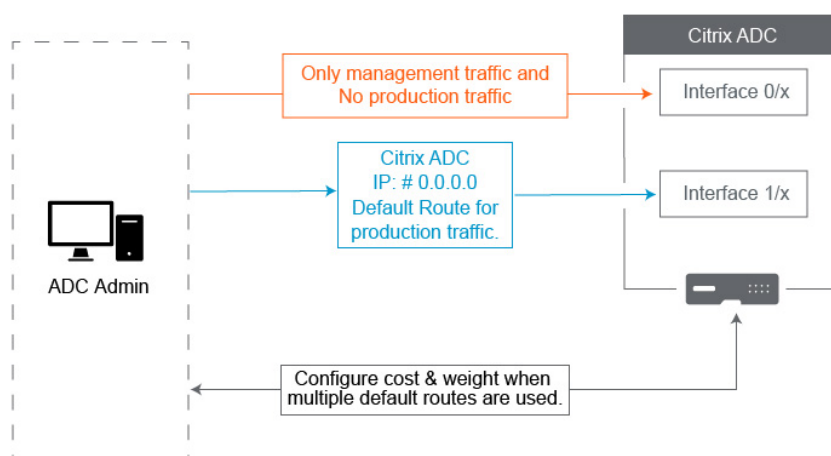 Citrix ADC
Only management traffic and
No production traffic
Interface 0/x
Citrix ADC
IP: # 0.0.0.0
Default Route for
production traffic.
Interface 1/x
ADC Admin
Configure cost & weight when
multiple default routes are used.